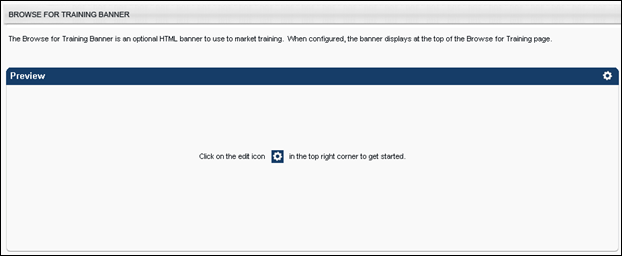 BROWSE FOR TRAINING BANNER
The Browse for Training Banner is an optional HTML banner to use to market training.  When configured, the banner displays at the top of the Browse for Training page.
Preview
Click on the edit icon in the top right corner to get started.